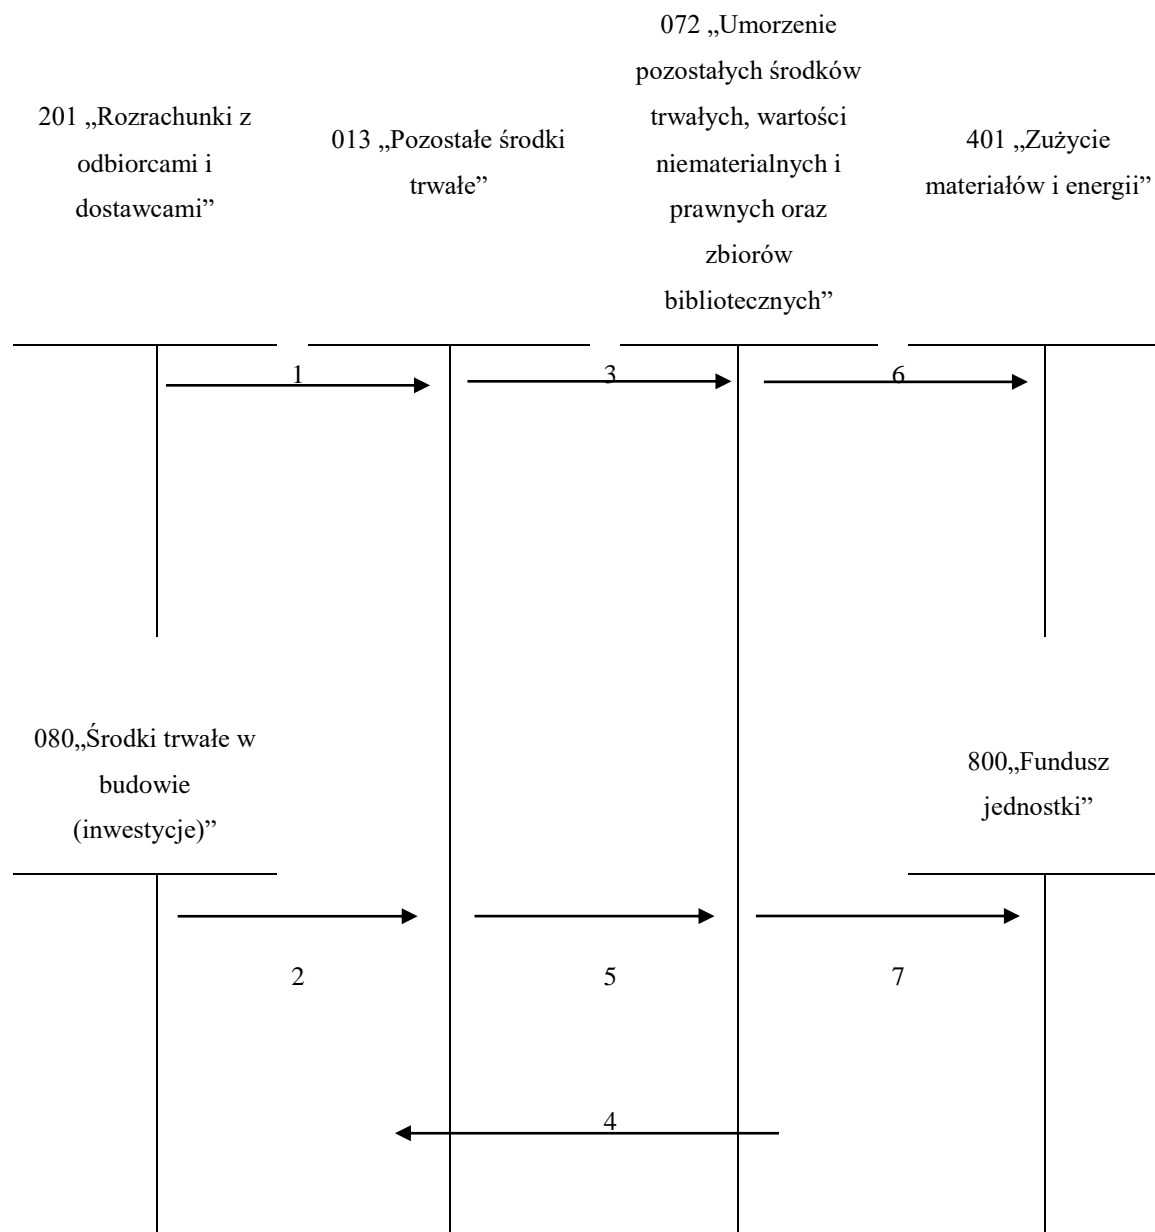 201 „Rozrachunki z
odbiorcami i
dostawcami”
013 „Pozostałe środki
trwałe”
072 „Umorzenie
pozostałych środków
trwałych, wartości
niematerialnych i
prawnych oraz
zbiorów
bibliotecznych”
401 „Zużycie
materiałów i energii”
1
3
6
080„Środki trwałe w
budowie
(inwestycje)”
800„Fundusz
jednostki”
2
5
7
4